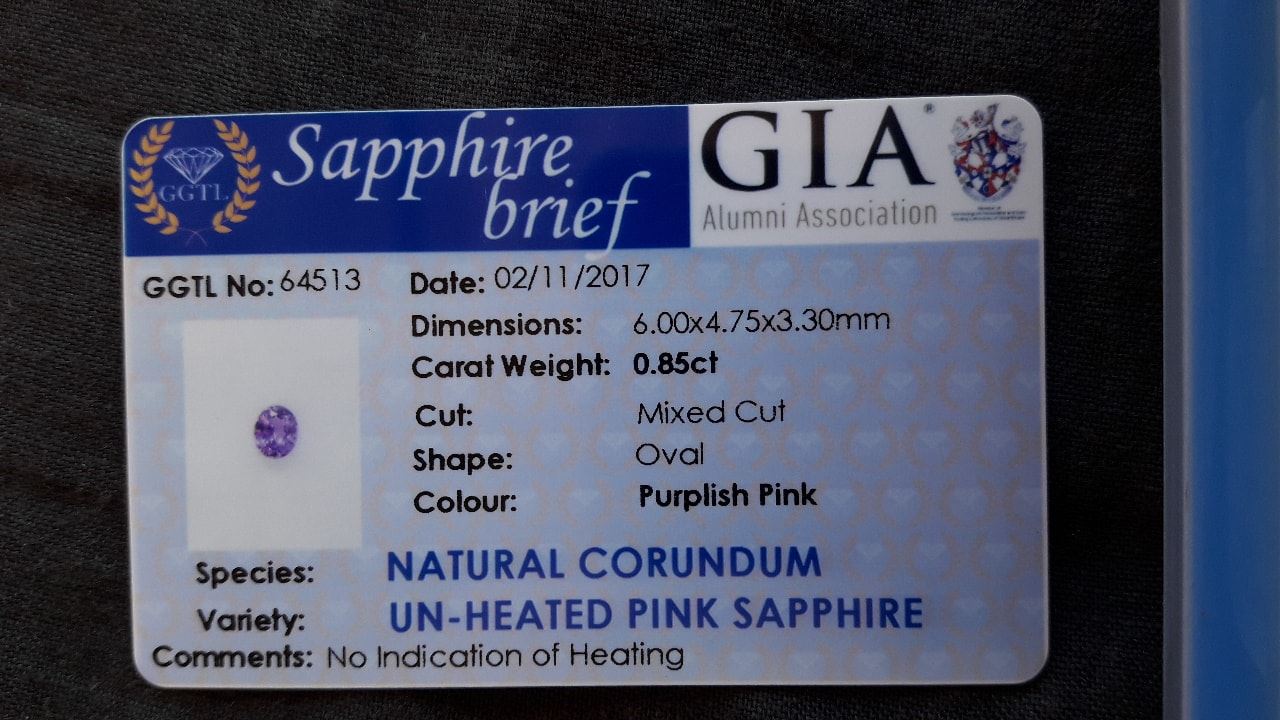 GGTL
Sapphire
brief
GIA®
Alumni Association
GGTL No: 64513
Date: 02/11/2017
Dimensions: 6.00x4.75x3.30mm
Carat Weight: 0.85ct
Cut: Mixed Cut
Shape: Oval
Colour: Purplish Pink
Species: NATURAL CORUNDUM
Variety: UN-HEATED PINK SAPPHIRE
Comments: No Indication of Heating